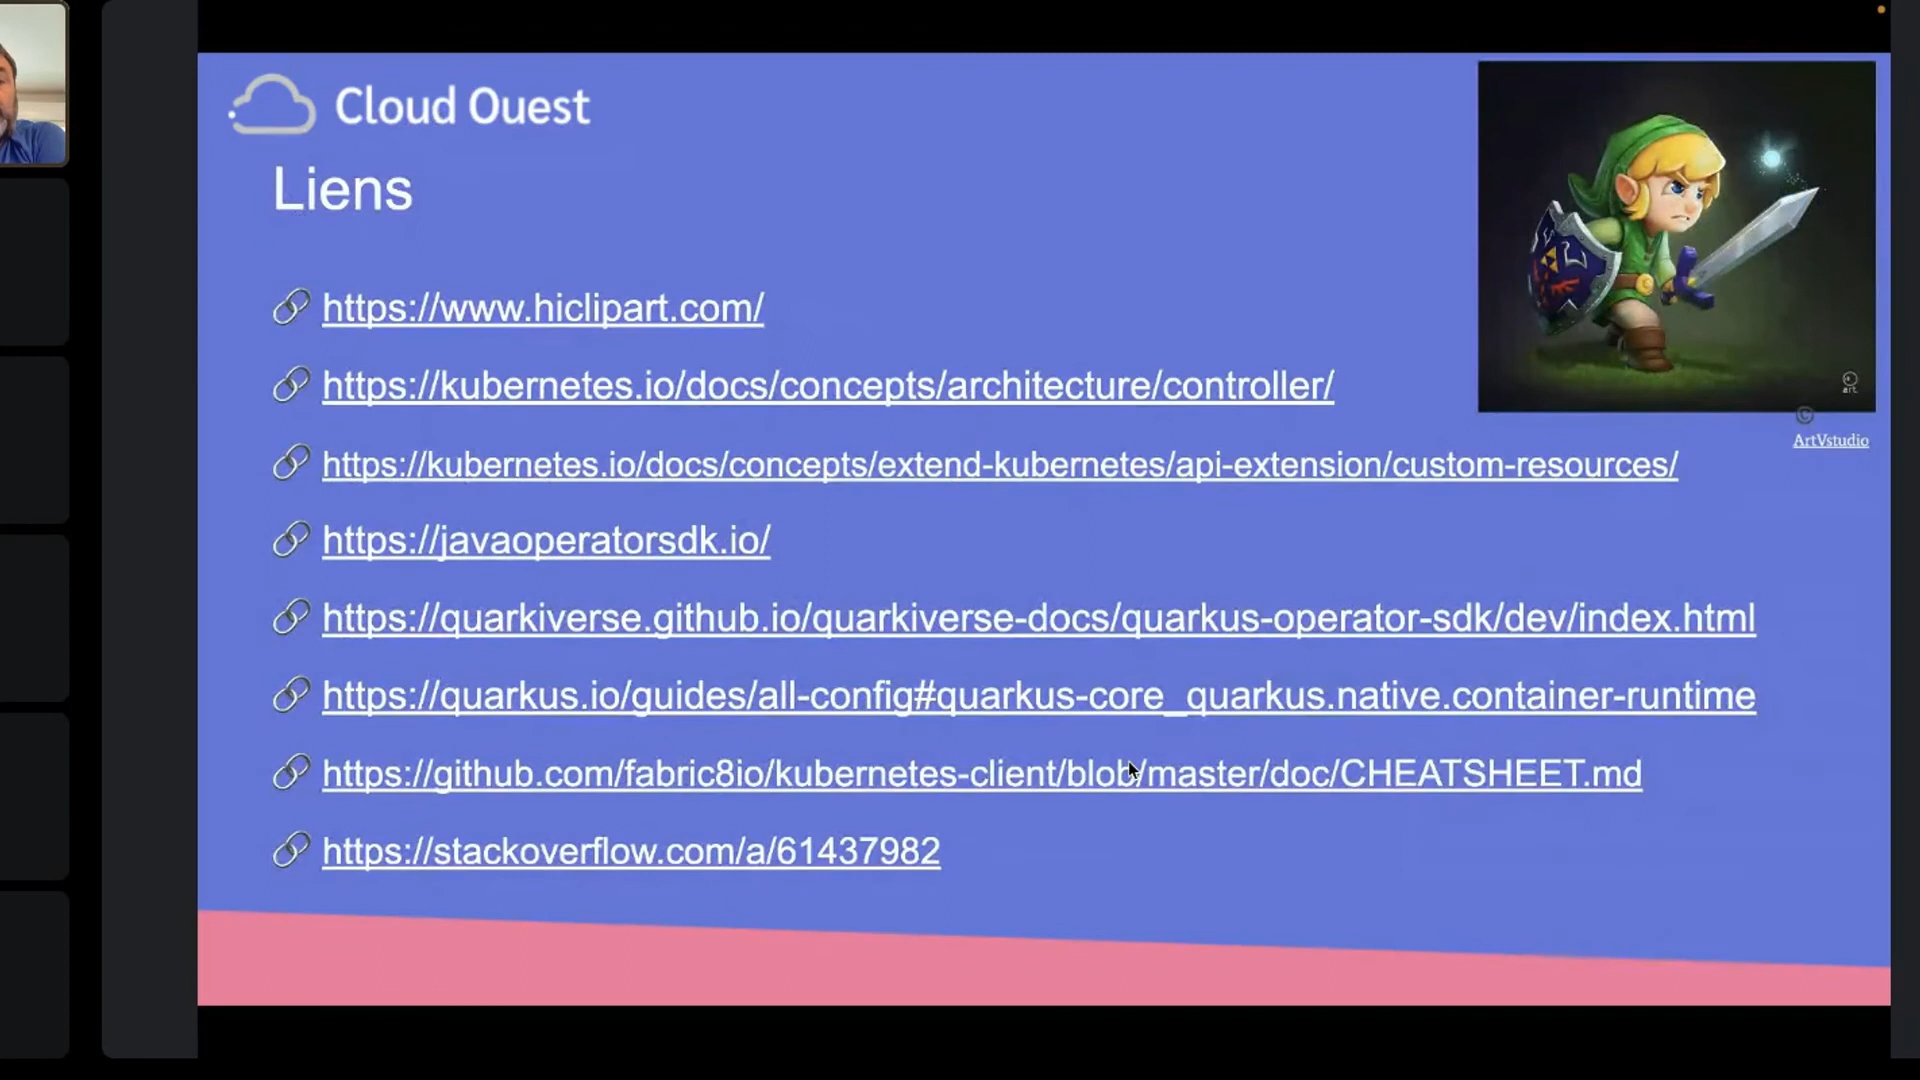 Cloud Ouest
Liens
https://www.hiclipart.com/
https://kubernetes.io/docs/concepts/architecture/controller/
https://kubernetes.io/docs/concepts/extend-kubernetes/api-extension/custom-resources/
https://javaoperatorsdk.io/
https://quarkiverse.github.io/quarkiverse-docs/quarkus-operator-sdk/dev/index.html
https://quarkus.io/guides/all-config#quarkus-core_quarkus.native.container-runtime
https://github.com/fabric8io/kubernetes-client/blob/master/doc/CHEATSHEET.md
https://stackoverflow.com/a/61437982
art
©
ArtVstudio